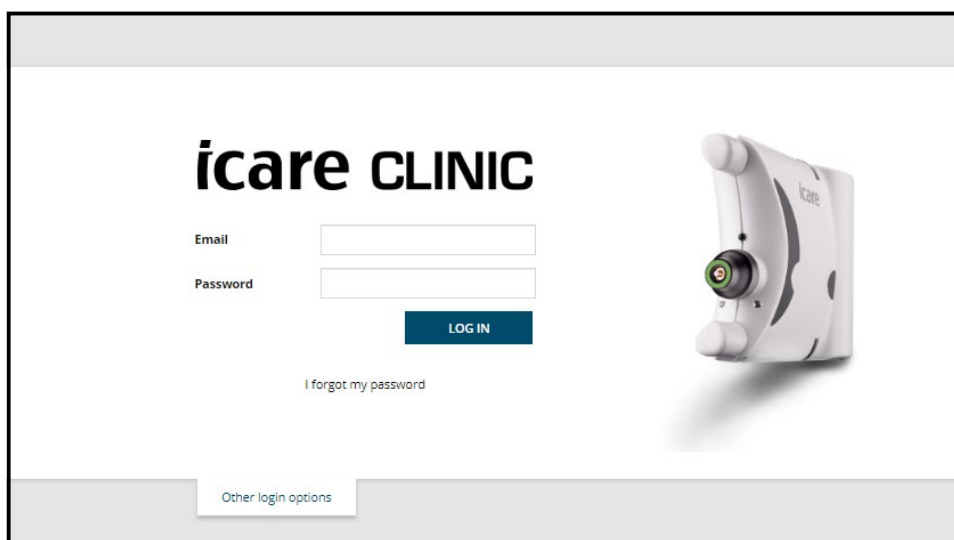 icare CLINIC
icare
Email
Password
LOG IN
I forgot my password
Other login options